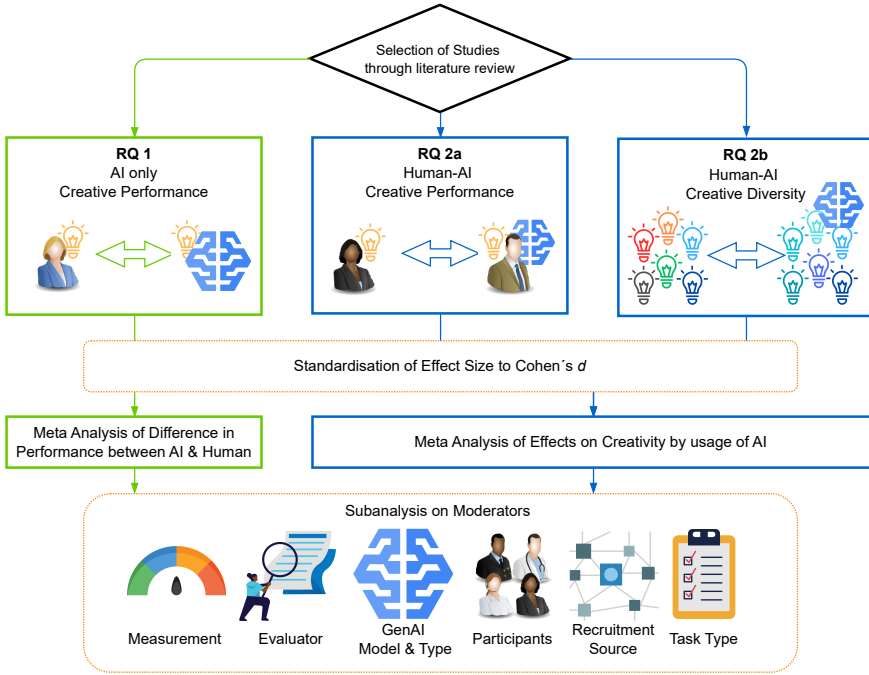 Selection of Studies
through literature review
RQ 1
AI only
Creative Performance
RQ 2a
Human-AI
Creative Performance
RQ 2b
Human-AI
Creative Diversity
Standardisation of Effect Size to Cohen´s d
Meta Analysis of Difference in
Performance between AI & Human
Meta Analysis of Effects on Creativity by usage of AI
Subanalysis on Moderators
Measurement
Evaluator
GenAI
Model & Type
Participants
Recruitment
Source
Task Type